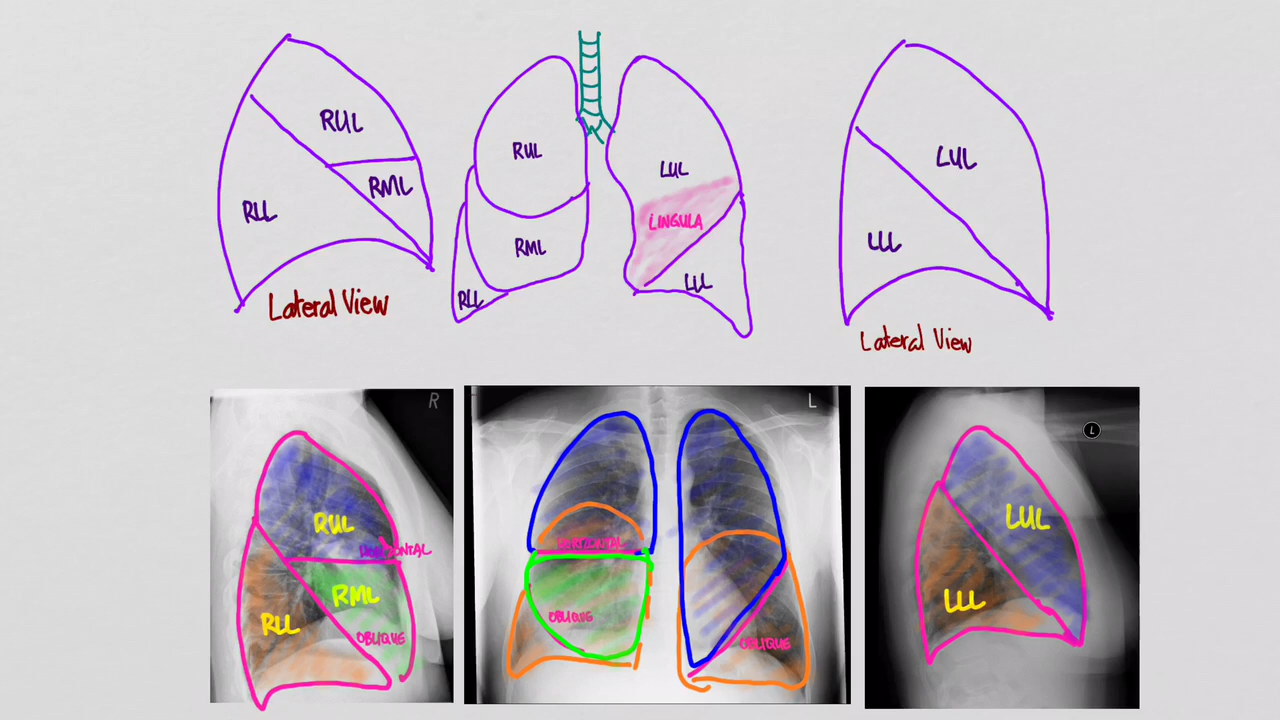 RUL
RML
RLL
Lateral View
RUL
RML
RLL
LUL
LINGULA
LLL
LUL
LLL
Lateral View
R
RUL
HORIZONTAL
RML
OBLIQUE
RLL
L
HORIZONTAL
OBLIQUE
OBLIQUE
L
LUL
LLL